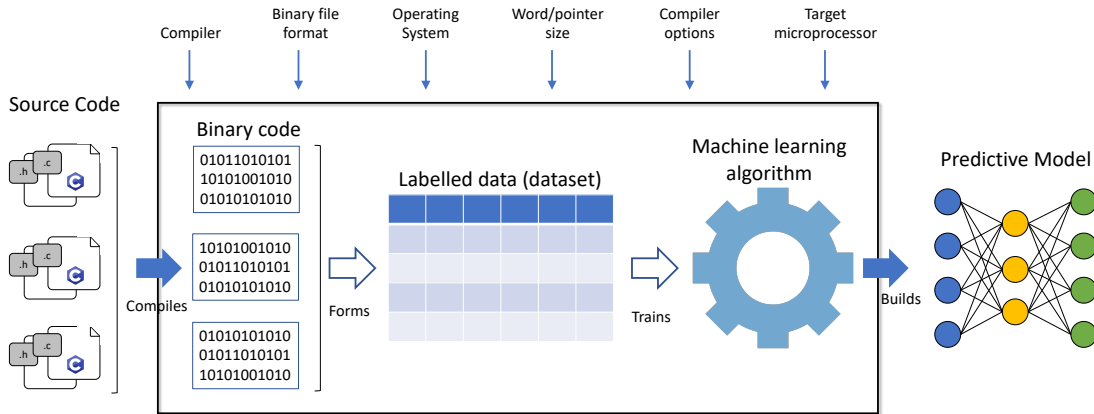 Compiler
Binary file
format
Operating
System
Word/pointer
size
Compiler
options
Target
microprocessor
Source Code
.h
.c
C
.h
.c
C
.h
.c
C
Compiles
Binary code
01011010101
10101001010
01010101010
10101001010
01011010101
01010101010
01010101010
01011010101
10101001010
Forms
Labelled data (dataset)
Trains
Machine learning
algorithm
Builds
Predictive Model